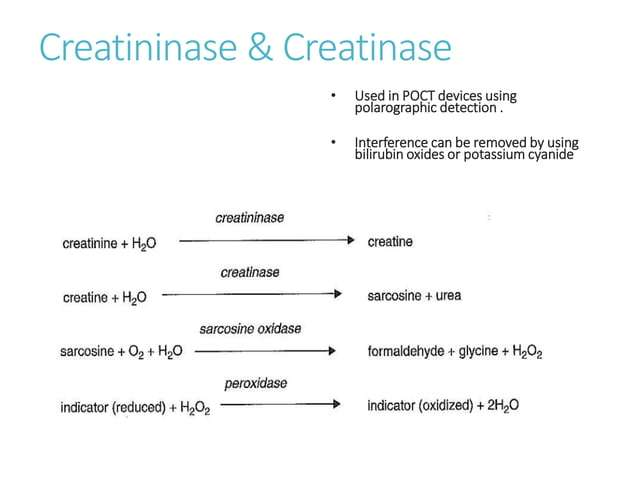 Creatininase & Creatinase
• Used in POCT devices using
polarographic detection .
• Interference can be removed by using
bilirubin oxides or potassium cyanide
creatininase
creatinine + H₂O creatine
creatinase
creatine + H₂O sarcosine + urea
sarcosine oxidase
sarcosine + O₂ + H₂O formaldehyde + glycine + H₂O₂
peroxidase
indicator (reduced) + H₂O₂ indicator (oxidized) + 2H₂O